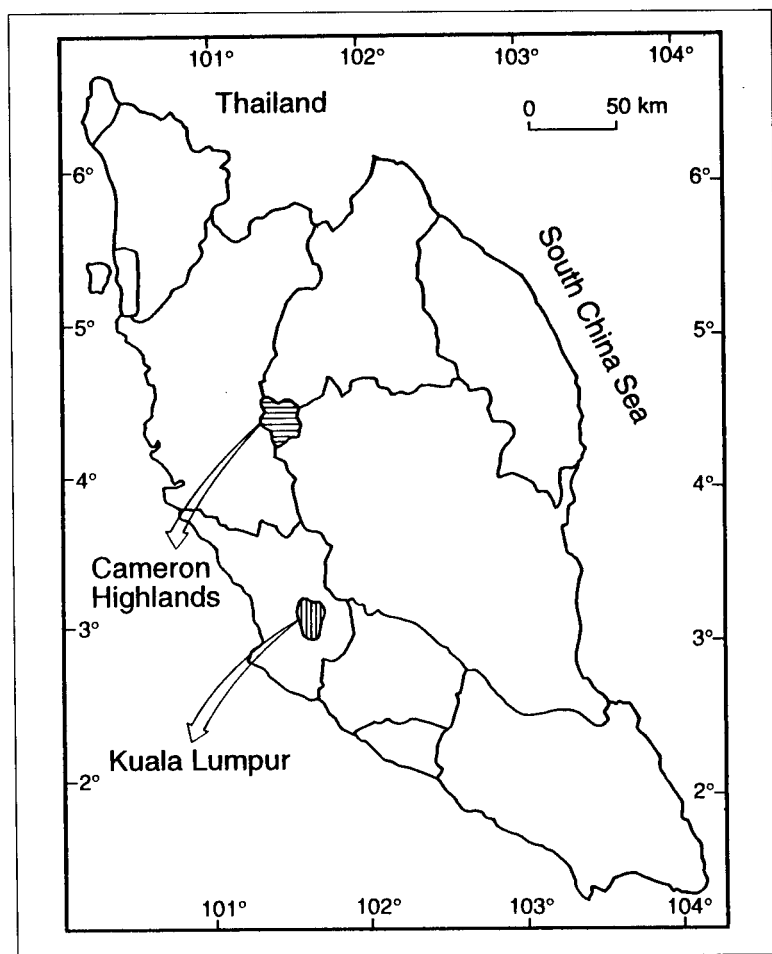 101° 102° 103° 104°
Thailand
0 50 km
6° 6°
South China Sea
5° 5°
4° 4°
Cameron
Highlands
3° 3°
Kuala Lumpur
2° 2°
101° 102° 103° 104°